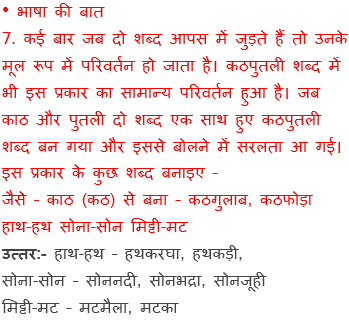 • भाषा की बात
7. कई बार जब दो शब्द आपस में जुड़ते हैं तो उनके
मूल रूप में परिवर्तन हो जाता है। कठपुतली शब्द में
भी इस प्रकार का सामान्य परिवर्तन हुआ है। जब
काठ और पुतली दो शब्द एक साथ हुए कठपुतली
शब्द बन गया और इससे बोलने में सरलता आ गई।
इस प्रकार के कुछ शब्द बनाइए –
जैसे – काठ (कठ) से बना – कठगुलाब, कठफोड़ा
हाथ-हथ सोना-सोन मिट्टी-मट
उत्तर:- हाथ-हथ – हथकरघा, हथकड़ी,
सोना-सोन – सोननदी, सोनभद्रा, सोनजूही
मिट्टी-मट – मटमैला, मटका